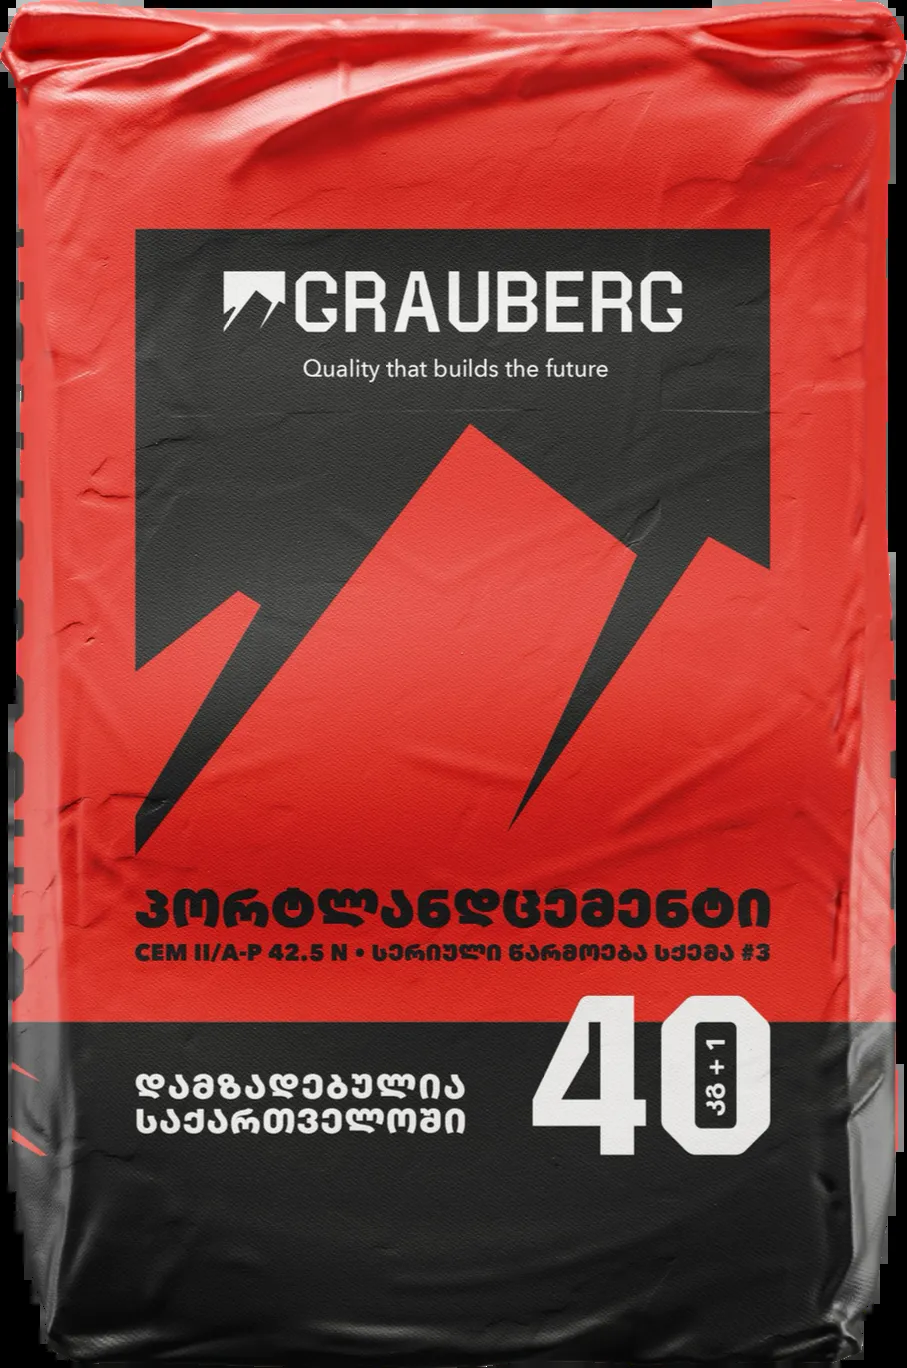 GRAUBERG
Quality that builds the future
ᲞᲝᲠᲢᲚᲐᲜᲓᲪᲔᲛᲔᲜᲢᲘ
CEM II/A-P 42.5 N • ᲡᲔᲠᲘᲣᲚᲘ ᲬᲐᲠᲛᲝᲔᲑᲐ ᲡᲥᲔᲛᲐ #3
40
ᲙᲒ + 1
ᲓᲐᲛᲖᲐᲓᲔᲑᲣᲚᲘᲐ
ᲡᲐᲥᲐᲠᲗᲕᲔᲚᲝᲨᲘ